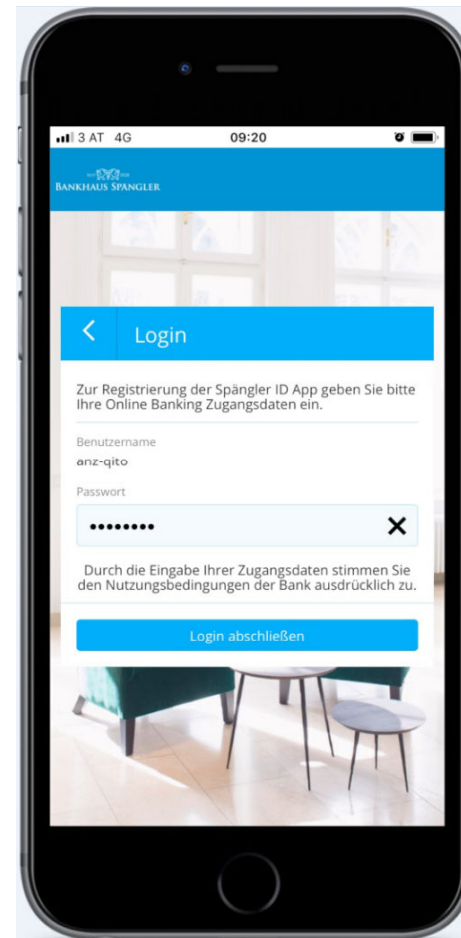 3 AT 4G 09:20
BANKHAUS SPÄNGLER
Login
Zur Registrierung der Spängler ID App geben Sie bitte
Ihre Online Banking Zugangsdaten ein.
Benutzername
anz-qito
Passwort
••••••••
Durch die Eingabe Ihrer Zugangsdaten stimmen Sie
den Nutzungsbedingungen der Bank ausdrücklich zu.
Login abschließen